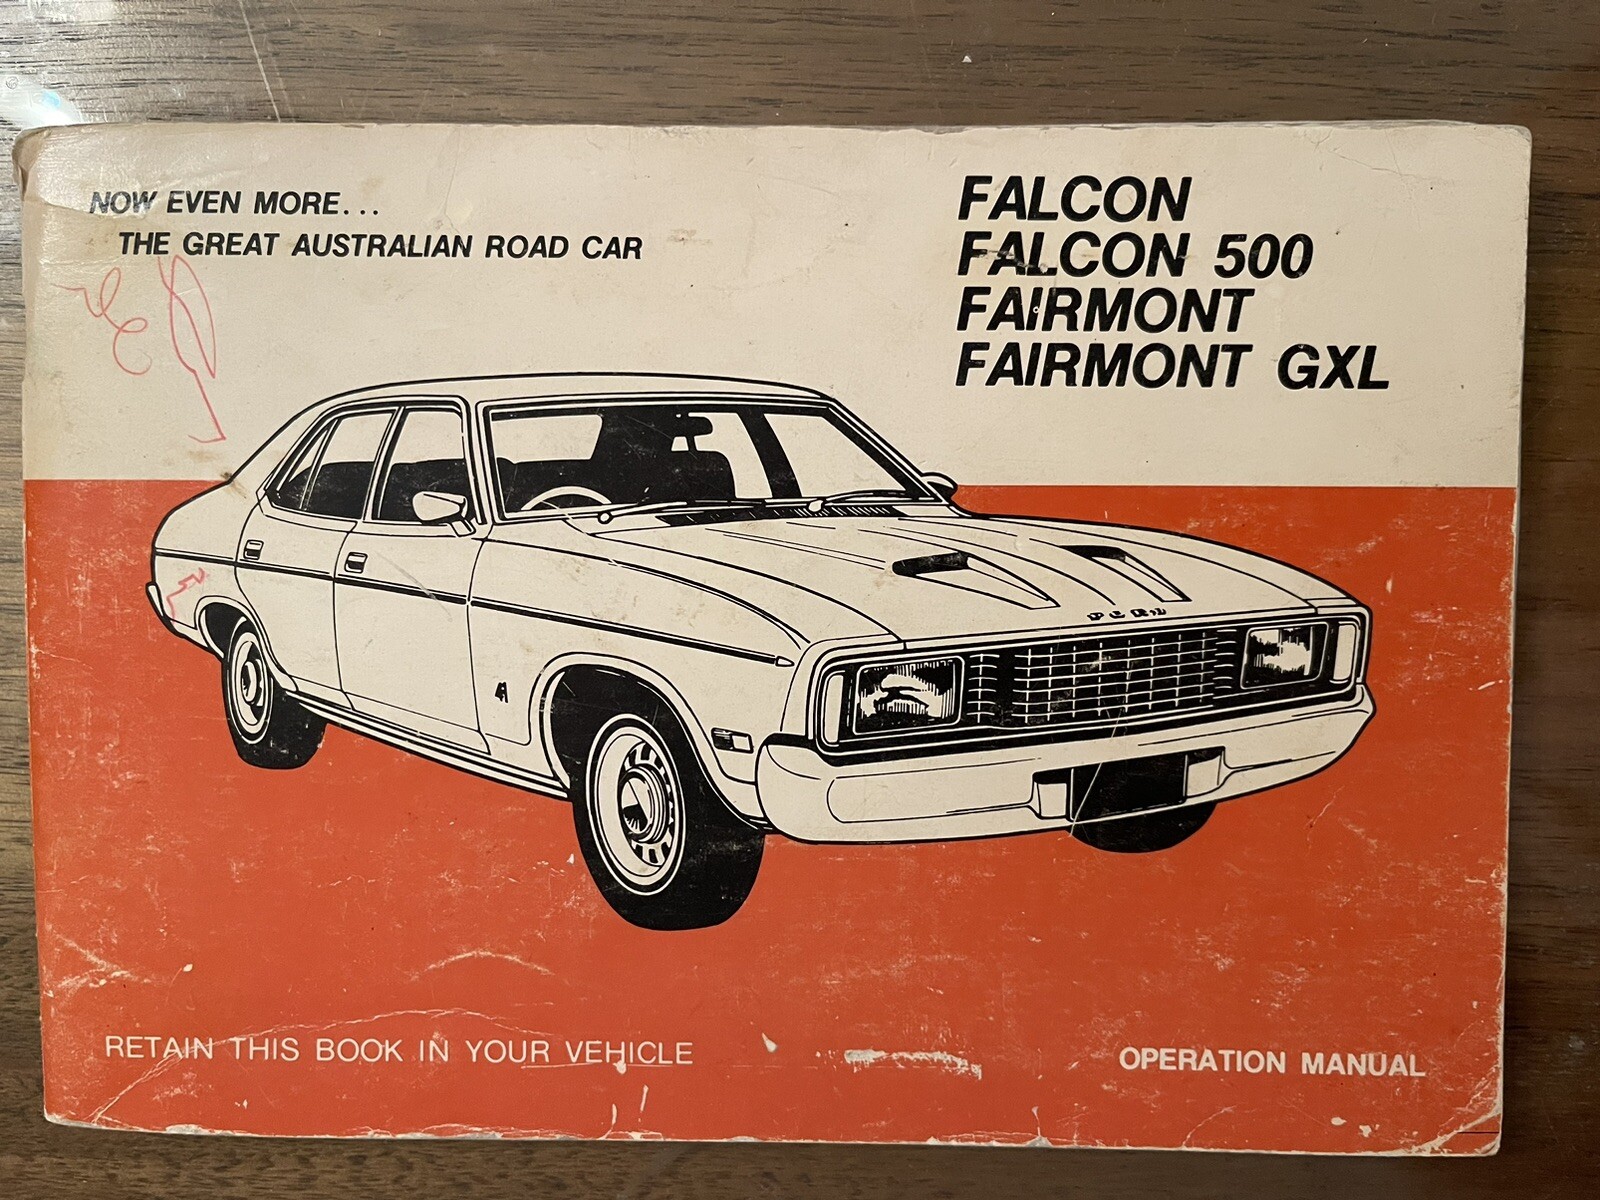 NOW EVEN MORE...
THE GREAT AUSTRALIAN ROAD CAR
FALCON
FALCON 500
FAIRMONT
FAIRMONT GXL
FORD
RETAIN THIS BOOK IN YOUR VEHICLE
OPERATION MANUAL